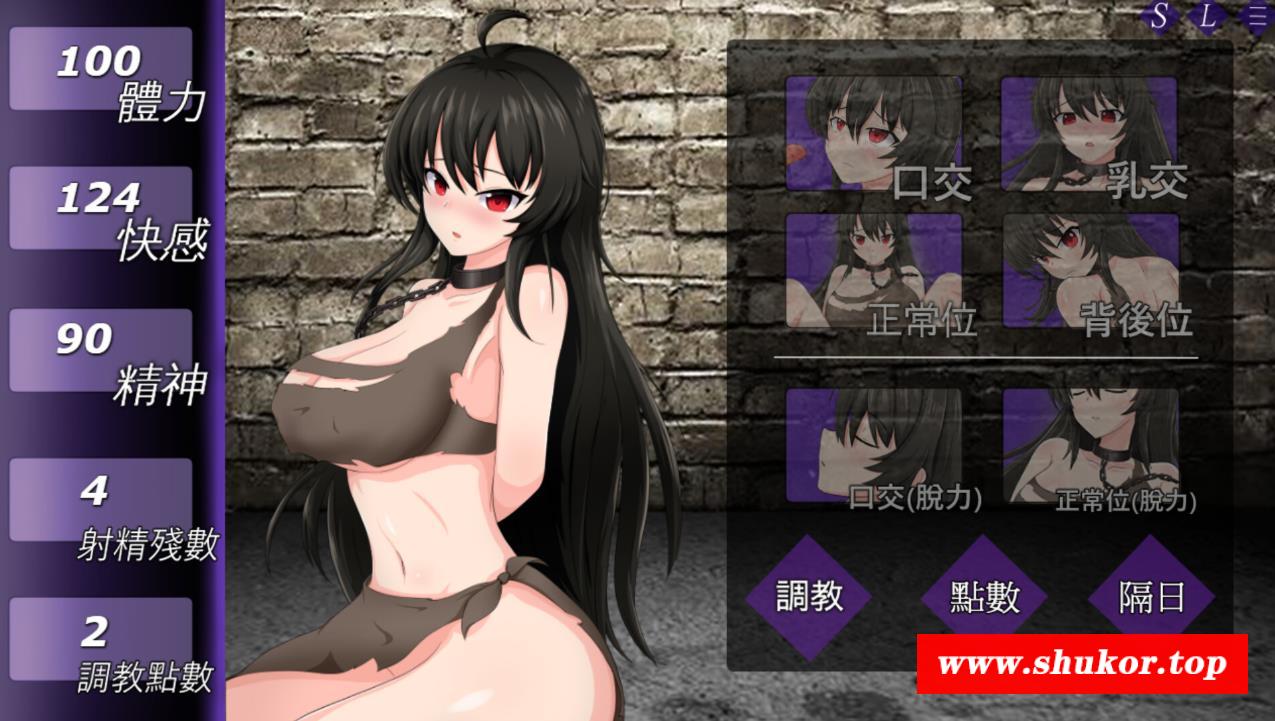 S L
100
體力
124
快感
90
精神
4
射精殘數
2
調教點數
口交
乳交
正常位
背後位
口交(脫力)
正常位(脫力)
調教
點數
隔日
www.shukor.top